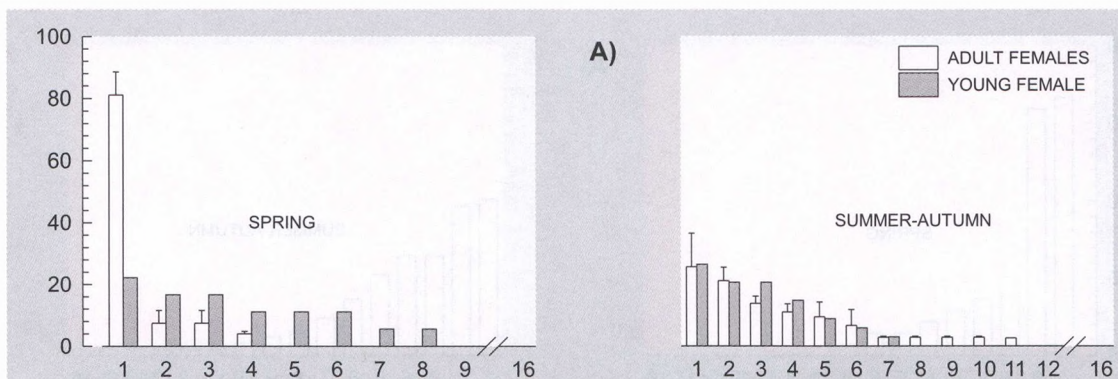 A)
100
80
60
40
20
0
SPRING
1 2 3 4 5 6 7 8 9 16
ADULT FEMALES
YOUNG FEMALE
SUMMER-AUTUMN
1 2 3 4 5 6 7 8 9 10 11 12 16